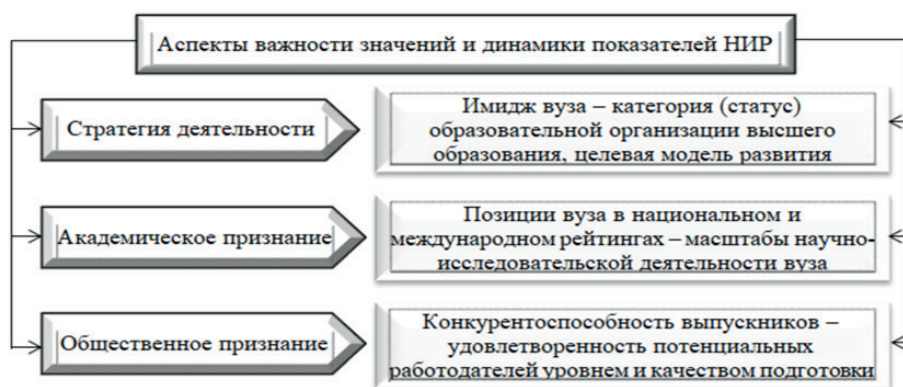 Аспекты важности значений и динамики показателей НИР
Стратегия деятельности
Имидж вуза – категория (статус)
образовательной организации высшего
образования, целевая модель развития
Академическое признание
Позиции вуза в национальном и
международном рейтингах – масштабы научно-
исследовательской деятельности вуза
Общественное признание
Конкурентоспособность выпускников –
удовлетворенность потенциальных
работодателей уровнем и качеством подготовки